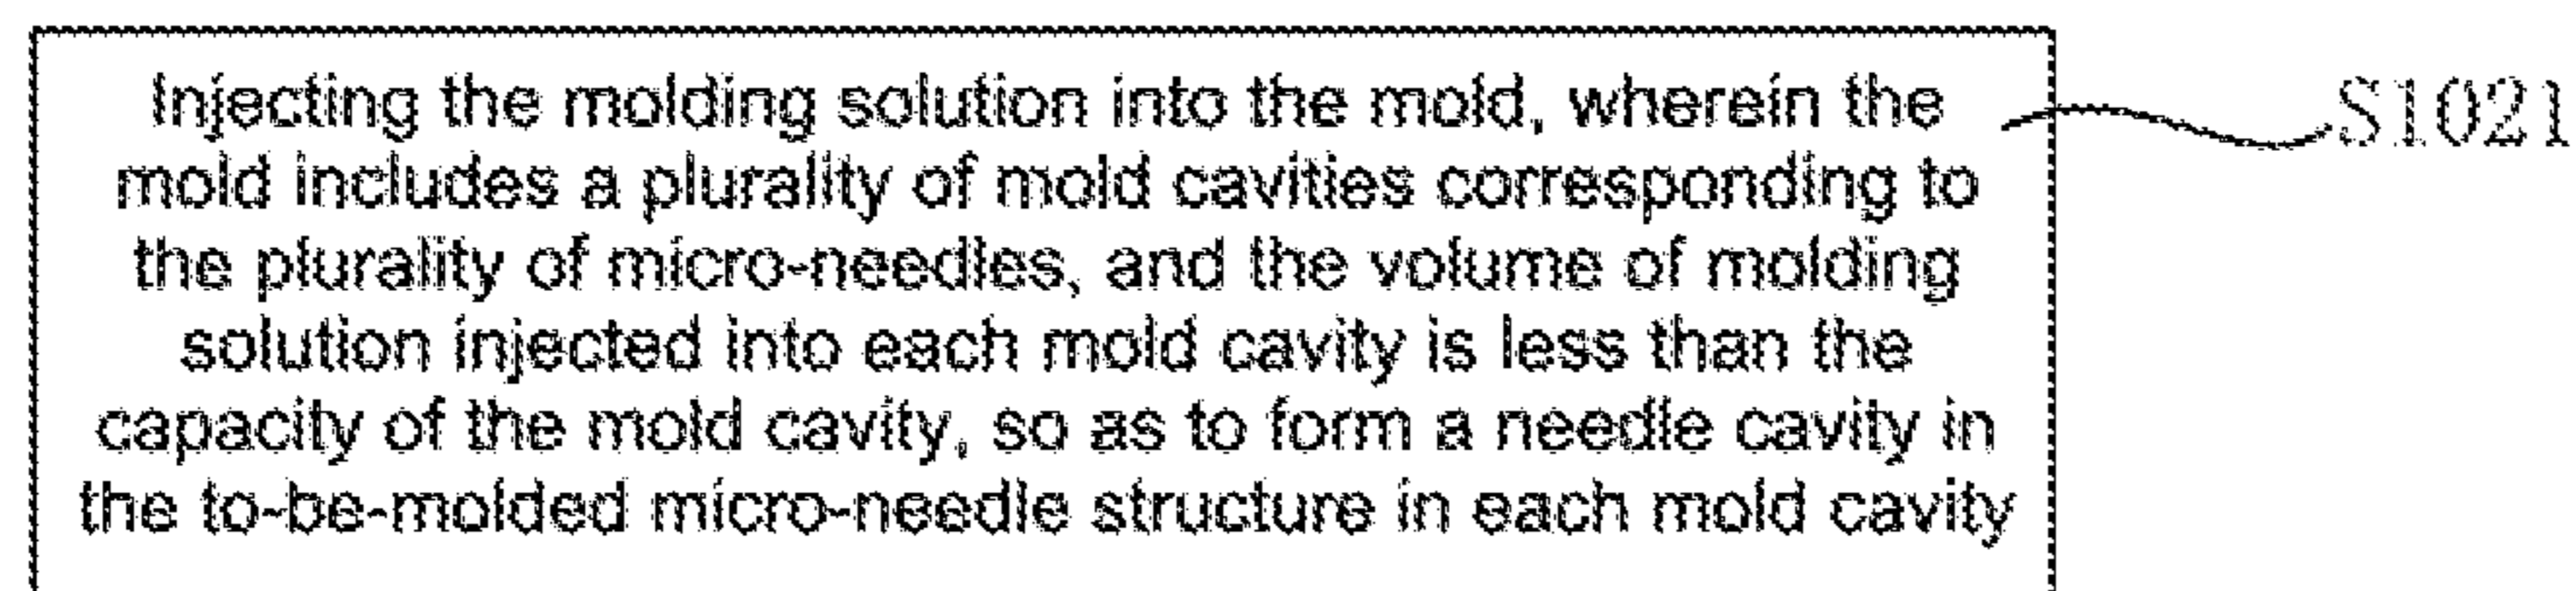 Injecting the molding solution into the mold, wherein the
mold includes a plurality of mold cavities corresponding to
the plurality of micro-needles, and the volume of molding
solution injected into each mold cavity is less than the
capacity of the mold cavity, so as to form a needle cavity in
the to-be-molded micro-needle structure in each mold cavity
S1021